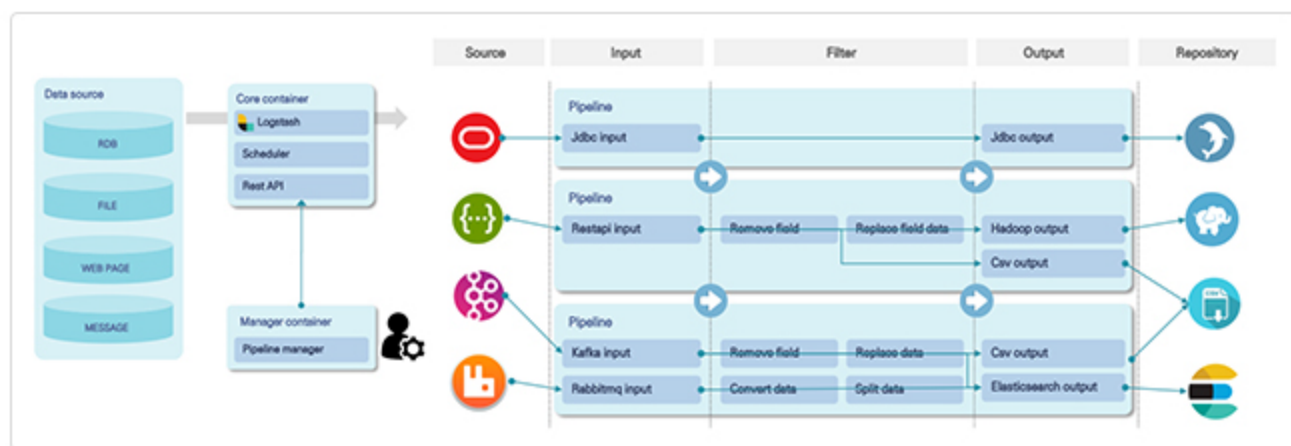 Source
Input
Filter
Output
Repository
Data source
RDB
FILE
WEB PAGE
MESSAGE
Core container
Logstash
Scheduler
Rest API
Manager container
Pipeline manager
Pipeline
Jdbc input
Jdbc output
Pipeline
Restapi input
Remove field
Replace field data
Hadoop output
Csv output
Pipeline
Kafka input
Remove field
Replace data
Csv output
Rabbitmq input
Convert data
Split data
Elasticsearch output
CSV